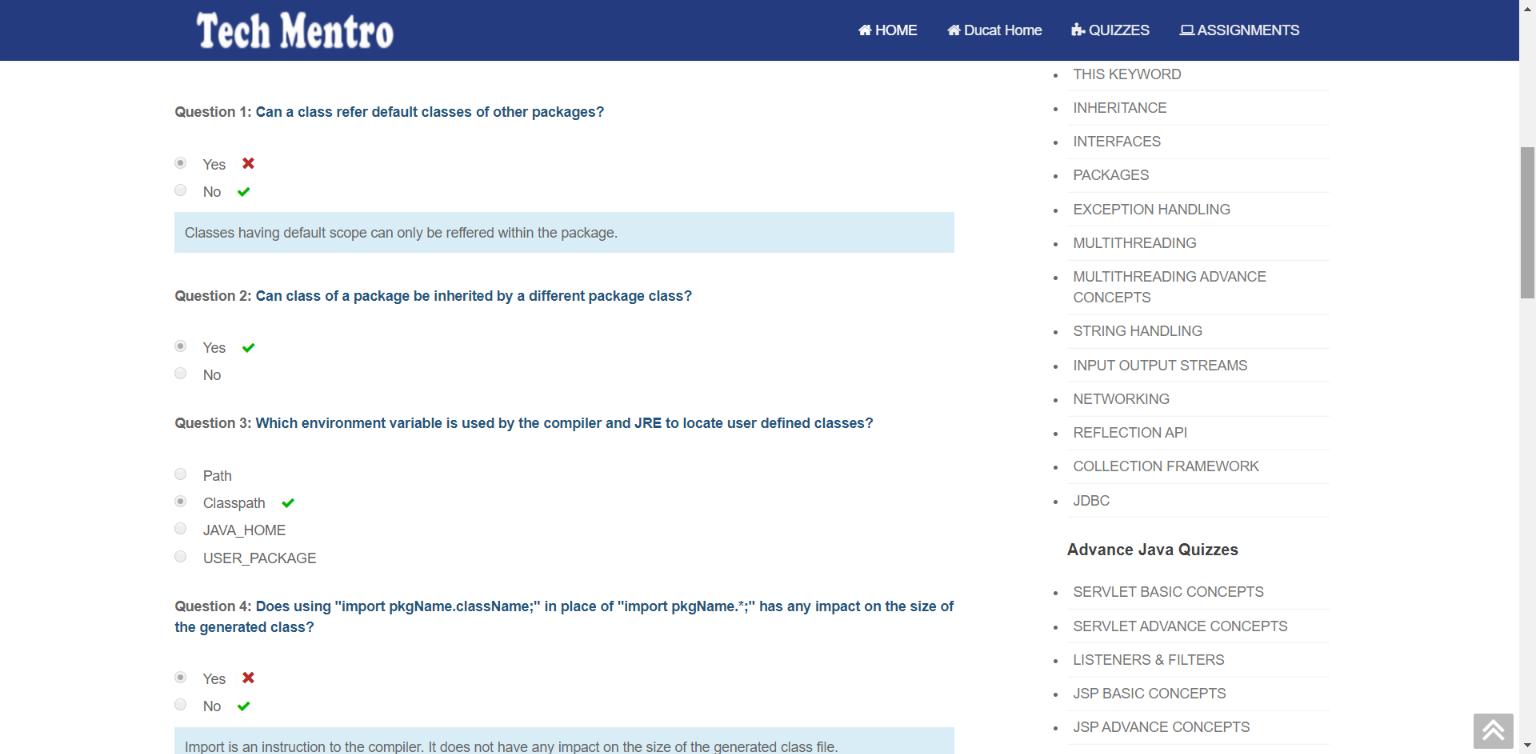 Tech Mentro
HOME Ducat Home QUIZZES ASSIGNMENTS
Question 1: Can a class refer default classes of other packages?
Yes
No
Classes having default scope can only be reffered within the package.
Question 2: Can class of a package be inherited by a different package class?
Yes
No
Question 3: Which environment variable is used by the compiler and JRE to locate user defined classes?
Path
Classpath
JAVA_HOME
USER_PACKAGE
Question 4: Does using "import pkgName.className;" in place of "import pkgName.*;" has any impact on the size of
the generated class?
Yes
No
Import is an instruction to the compiler. It does not have any impact on the size of the generated class file.
THIS KEYWORD
INHERITANCE
INTERFACES
PACKAGES
EXCEPTION HANDLING
MULTITHREADING
MULTITHREADING ADVANCE
CONCEPTS
STRING HANDLING
INPUT OUTPUT STREAMS
NETWORKING
REFLECTION API
COLLECTION FRAMEWORK
JDBC
Advance Java Quizzes
SERVLET BASIC CONCEPTS
SERVLET ADVANCE CONCEPTS
LISTENERS & FILTERS
JSP BASIC CONCEPTS
JSP ADVANCE CONCEPTS